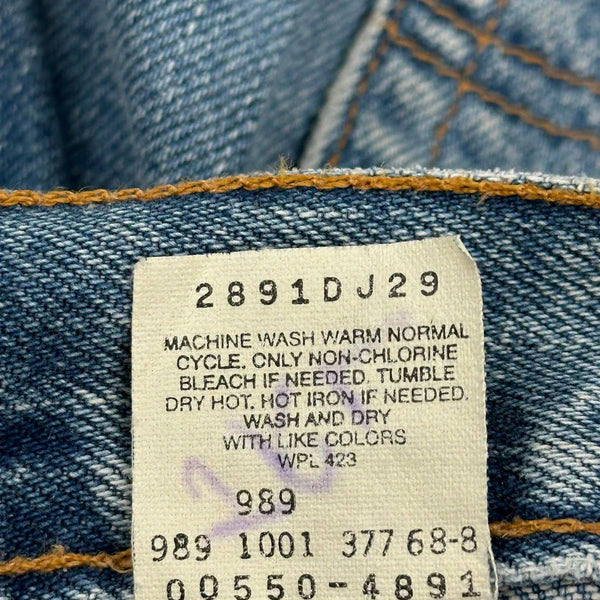 2891DJ29
MACHINE WASH WARM NORMAL
CYCLE. ONLY NON-CHLORINE
BLEACH IF NEEDED. TUMBLE
DRY HOT. HOT IRON IF NEEDED.
WASH AND DRY
WITH LIKE COLORS
WPL 423
989
989 1001 37768-8
00550-4891